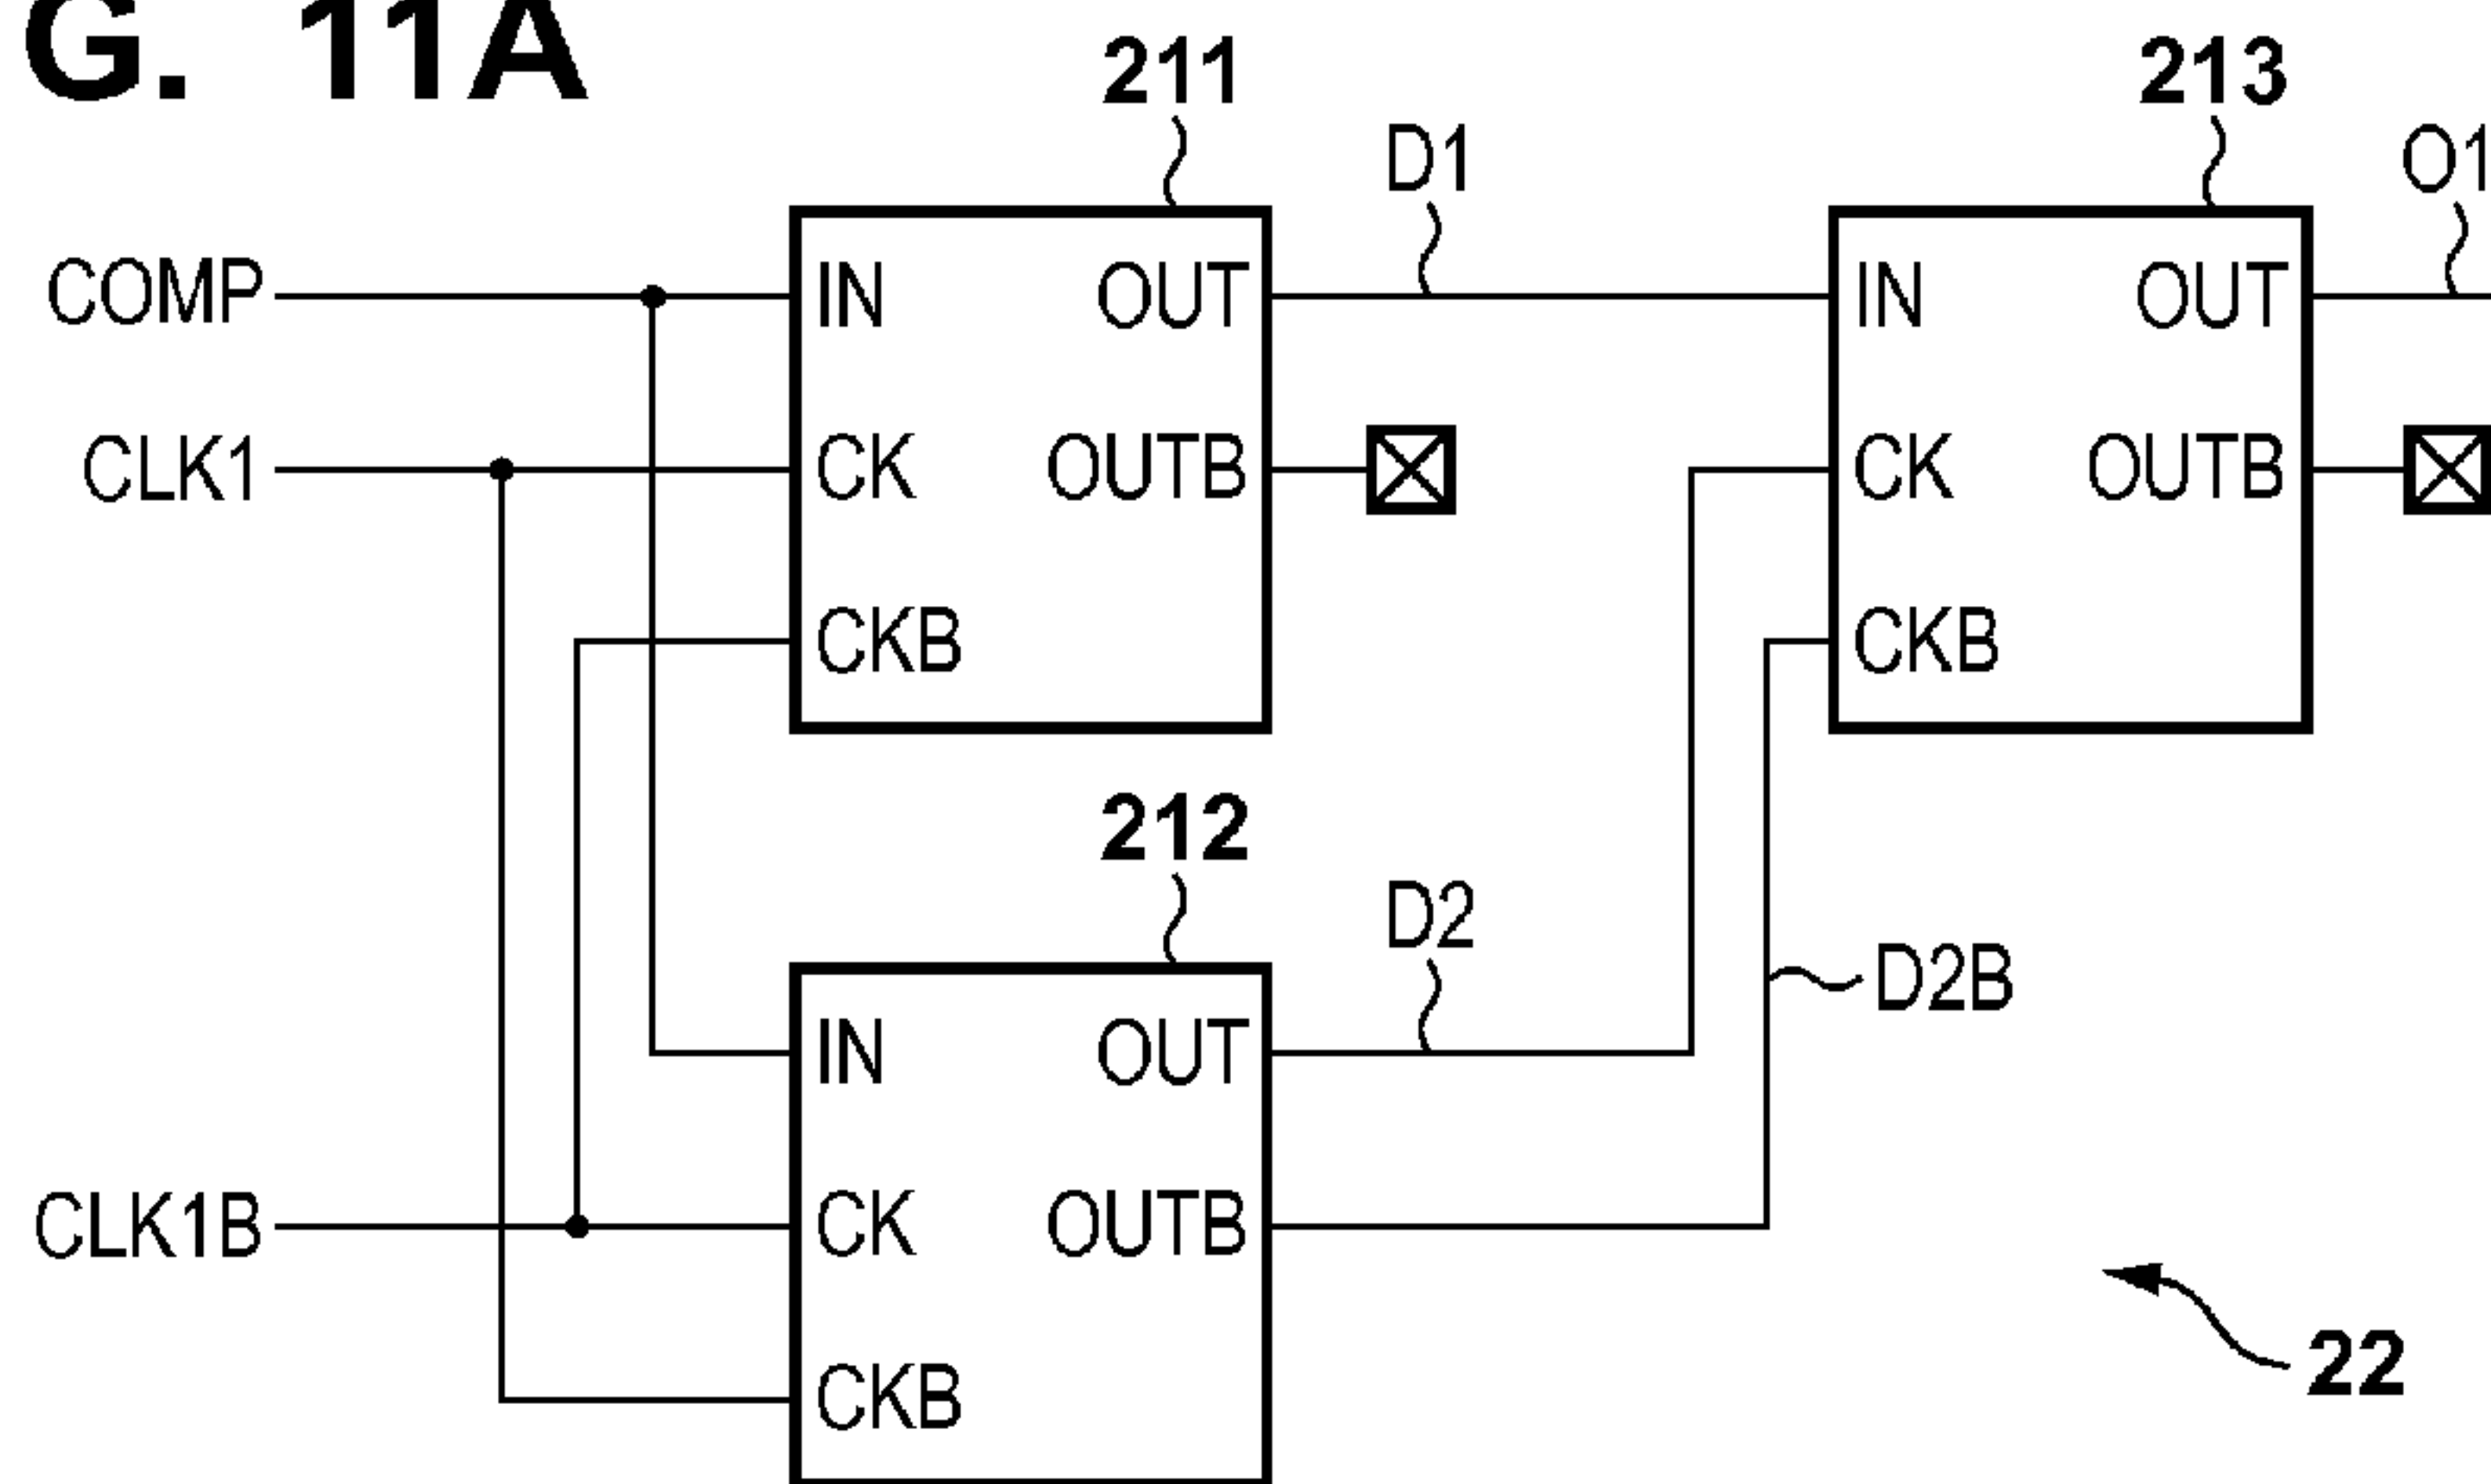 G. 11A
211
213
D1
O1
COMP
IN
OUT
IN
OUT
CLK1
CK
OUTB
CK
OUTB
CKB
CKB
212
D2
D2B
IN
OUT
CLK1B
CK
OUTB
CKB
22